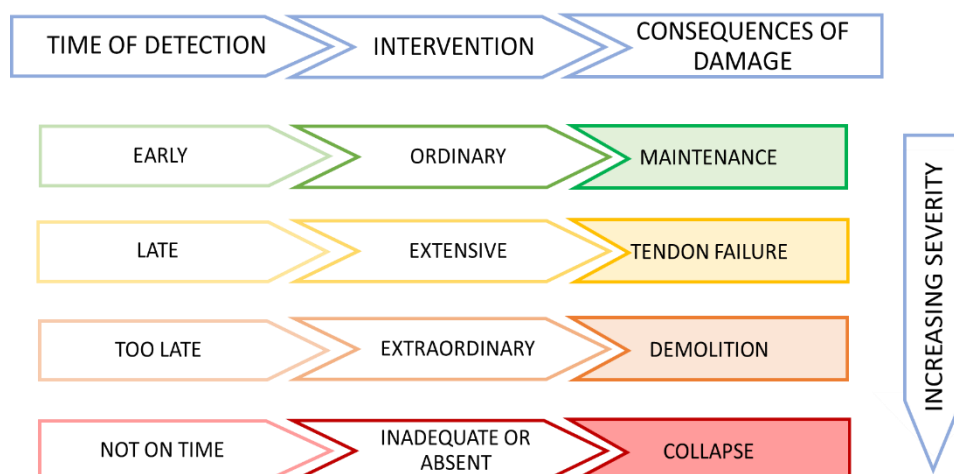 TIME OF DETECTION
INTERVENTION
CONSEQUENCES OF
DAMAGE
EARLY
ORDINARY
MAINTENANCE
LATE
EXTENSIVE
TENDON FAILURE
TOO LATE
EXTRAORDINARY
DEMOLITION
NOT ON TIME
INADEQUATE OR
ABSENT
COLLAPSE
INCREASING SEVERITY